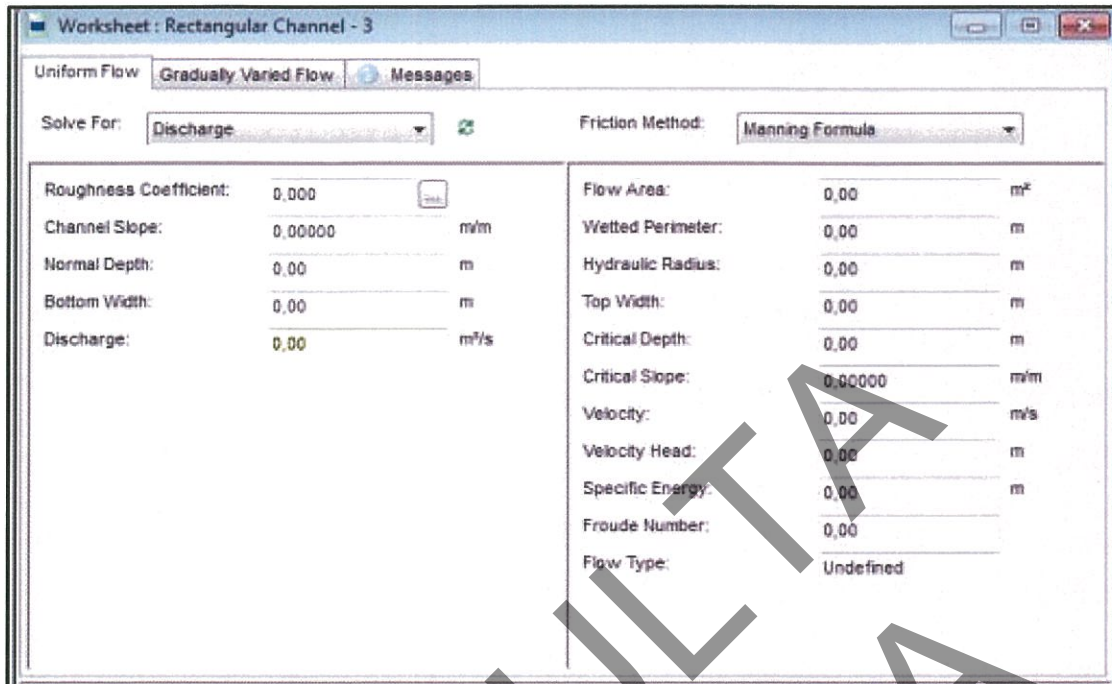 Worksheet : Rectangular Channel - 3
Uniform Flow Gradually Varied Flow Messages
Solve For: Discharge Friction Method: Manning Formula
Roughness Coefficient: 0,000 ... Flow Area: 0,00 m²
Channel Slope: 0,00000 m/m Wetted Perimeter: 0,00 m
Normal Depth: 0,00 m Hydraulic Radius: 0,00 m
Bottom Width: 0,00 m Top Width: 0,00 m
Discharge: 0,00 m³/s Critical Depth: 0,00 m
Critical Slope: 0,00000 m/m
Velocity: 0,00 m/s
Velocity Head: 0,00 m
Specific Energy: 0,00 m
Froude Number: 0,00
Flow Type: Undefined
ULTA